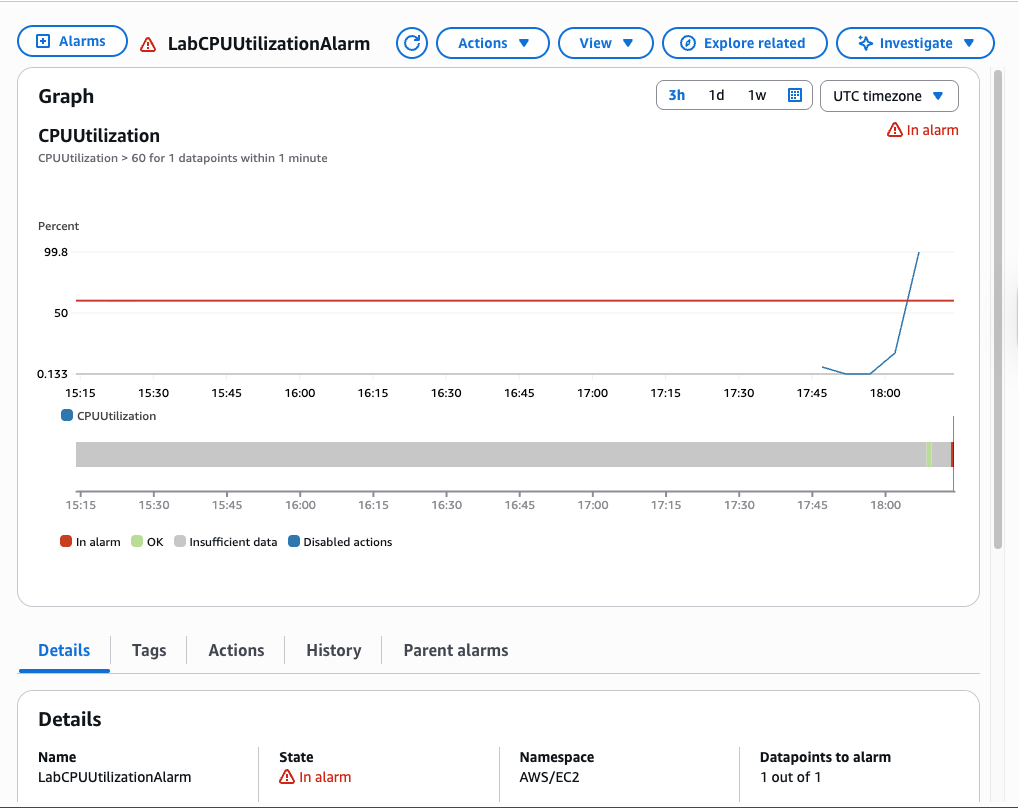 Alarms LabCPUUtilizationAlarm Actions View Explore related Investigate
Graph 3h 1d 1w UTC timezone
CPUUtilization In alarm
CPUUtilization > 60 for 1 datapoints within 1 minute
Percent
99.8
50
0.133
15:15 15:30 15:45 16:00 16:15 16:30 16:45 17:00 17:15 17:30 17:45 18:00
CPUUtilization
15:15 15:30 15:45 16:00 16:15 16:30 16:45 17:00 17:15 17:30 17:45 18:00
In alarm OK Insufficient data Disabled actions
Details Tags Actions History Parent alarms
Details
Name State Namespace Datapoints to alarm
LabCPUUtilizationAlarm In alarm AWS/EC2 1 out of 1